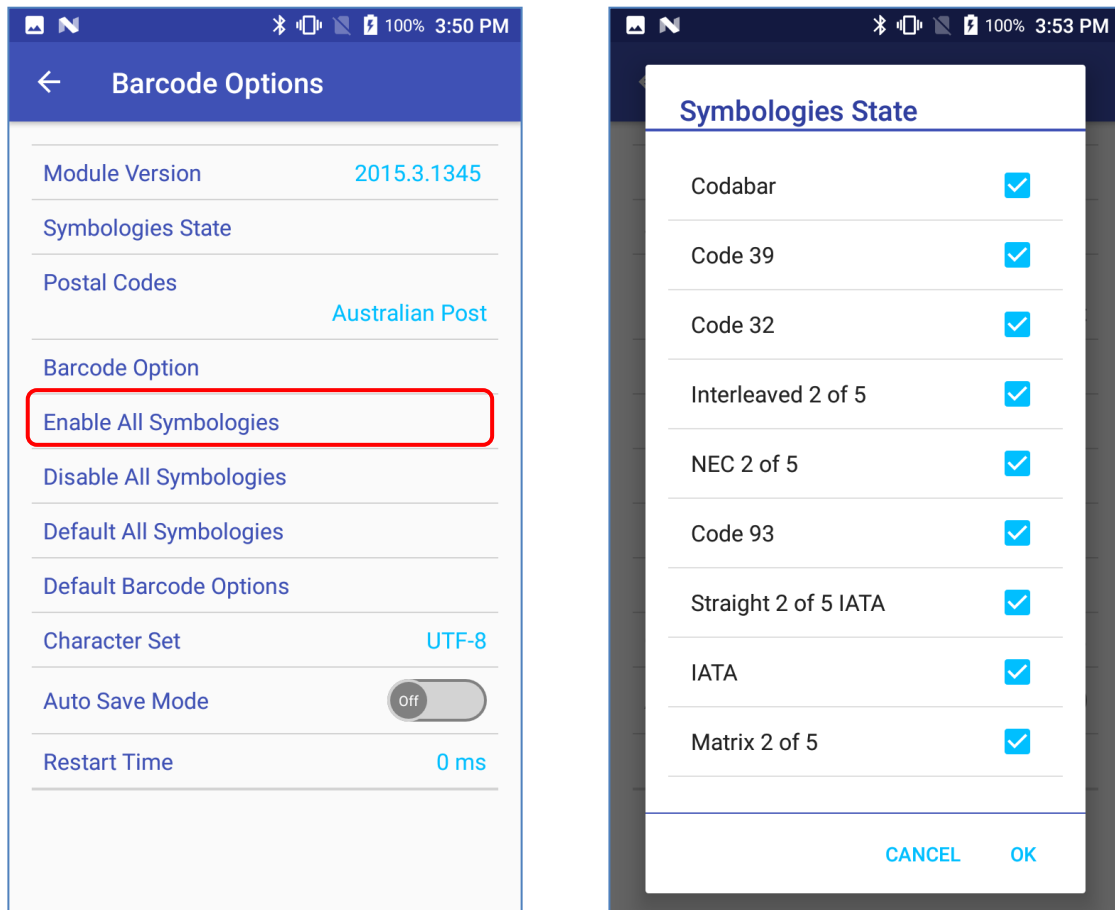 100% 3:50 PM
Barcode Options
Module Version 2015.3.1345
Symbologies State
Postal Codes
Australian Post
Barcode Option
Enable All Symbologies
Disable All Symbologies
Default All Symbologies
Default Barcode Options
Character Set UTF-8
Auto Save Mode Off
Restart Time 0 ms
100% 3:53 PM
Symbologies State
Codabar
Code 39
Code 32
Interleaved 2 of 5
NEC 2 of 5
Code 93
Straight 2 of 5 IATA
IATA
Matrix 2 of 5
CANCEL OK